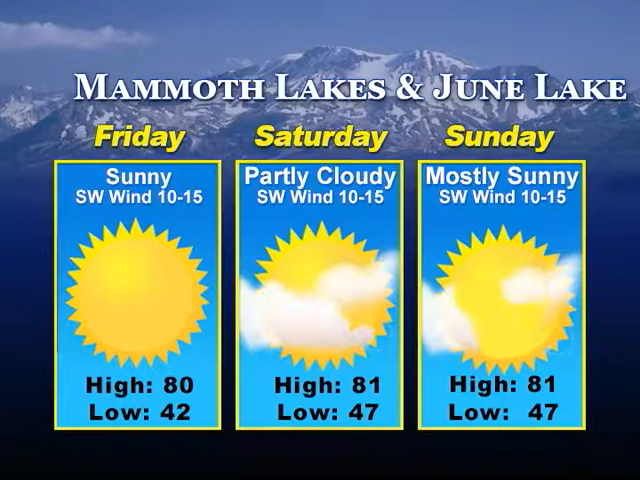 Mammoth Lakes & June Lake
Friday
Saturday
Sunday
Sunny
SW Wind 10-15
High: 80
Low: 42
Partly Cloudy
SW Wind 10-15
High: 81
Low: 47
Mostly Sunny
SW Wind 10-15
High: 81
Low: 47